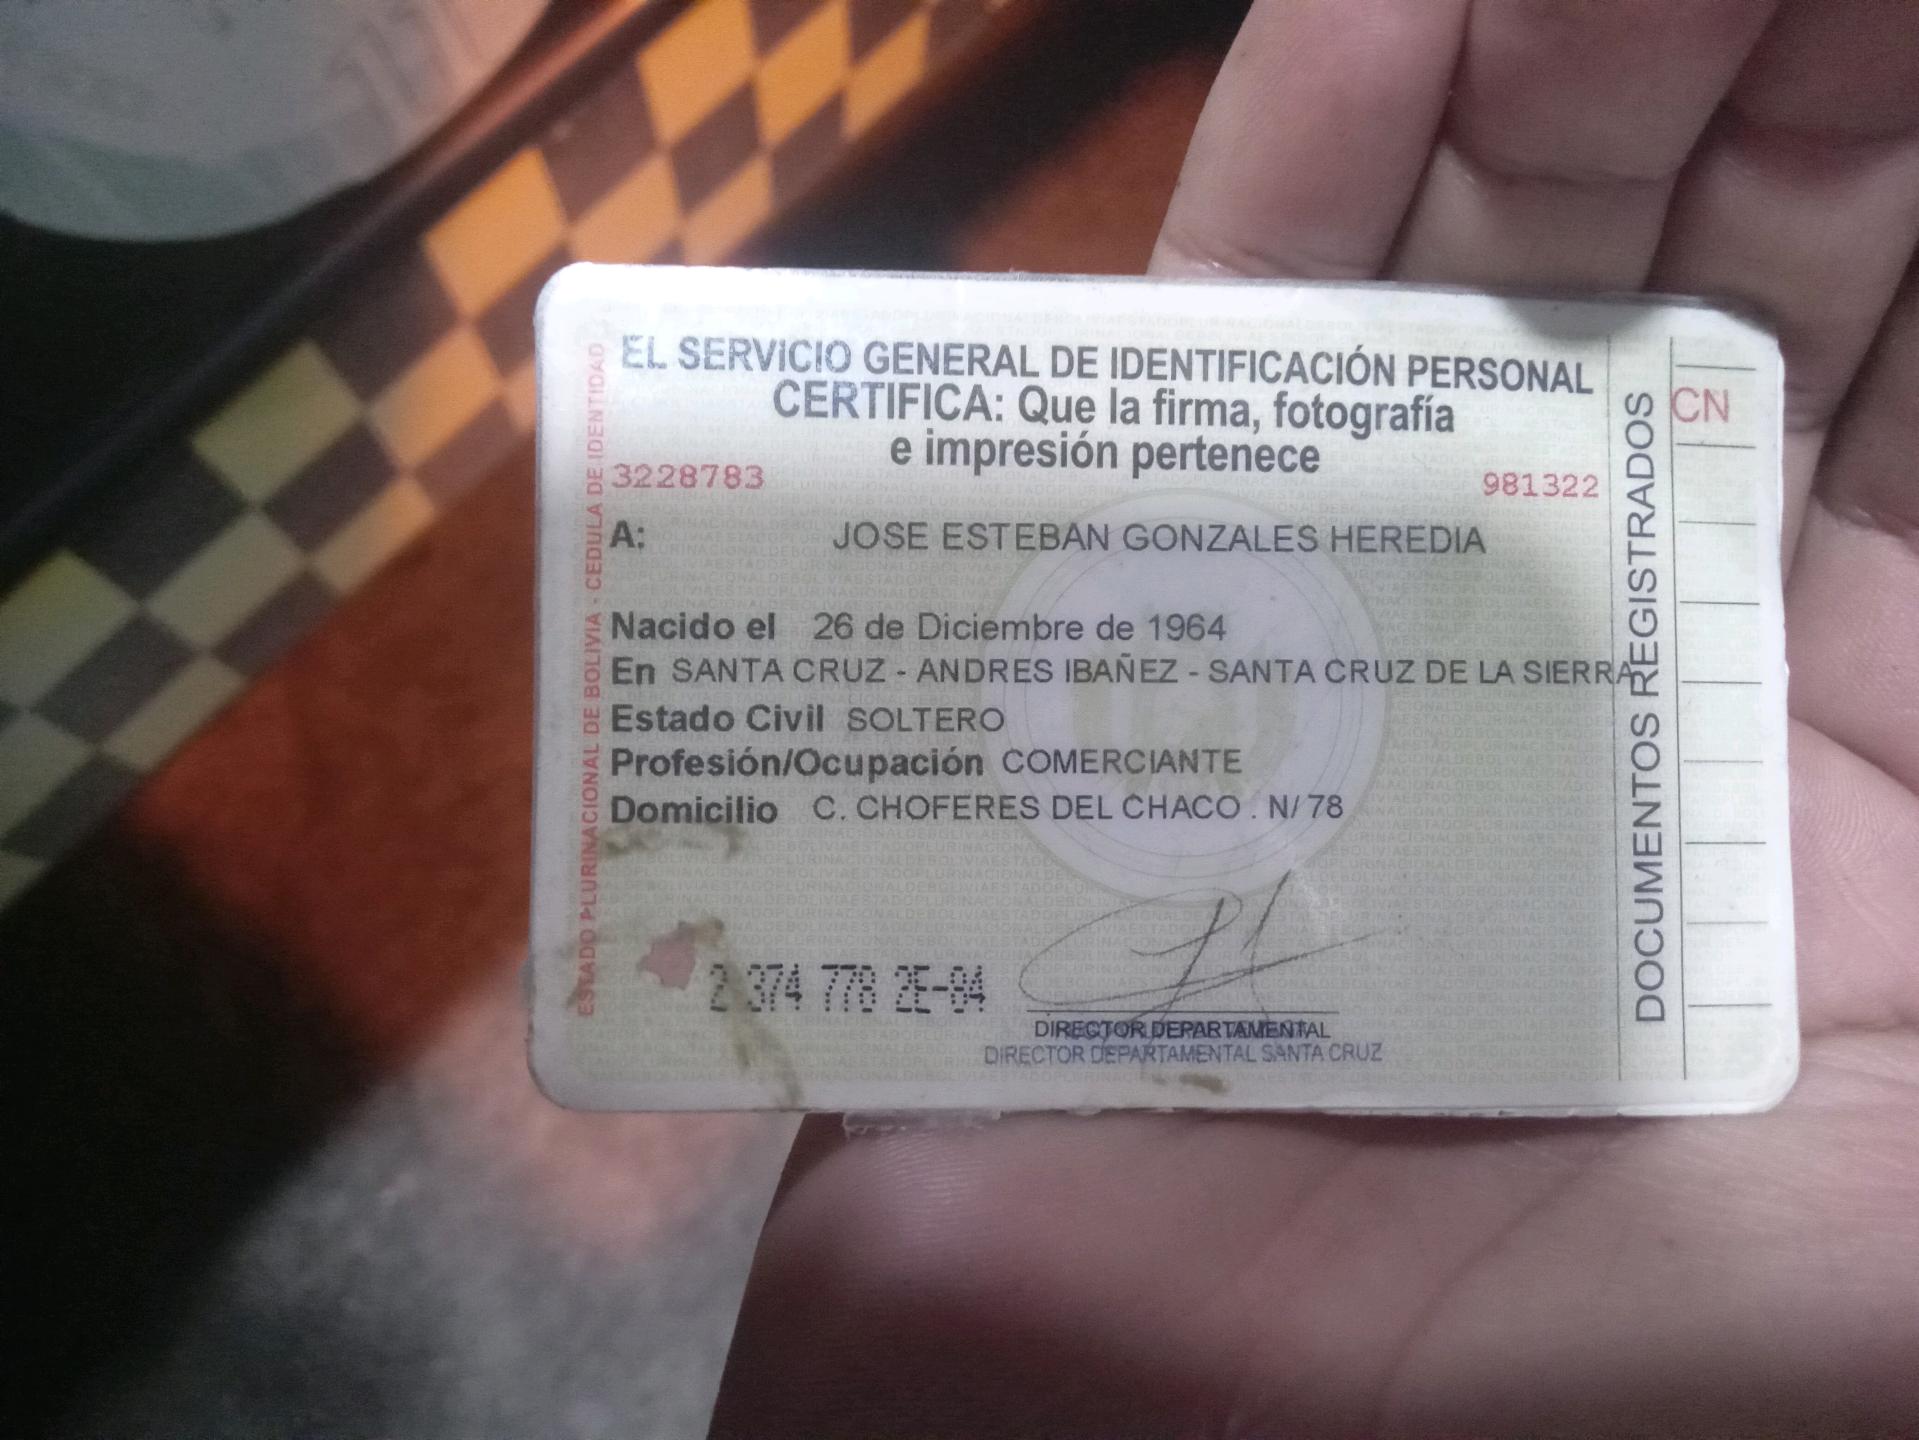 EL SERVICIO GENERAL DE IDENTIFICACIÓN PERSONAL
CERTIFICA: Que la firma, fotografía
e impresión pertenece
3228783 981322
A: JOSE ESTEBAN GONZALES HEREDIA
Nacido el 26 de Diciembre de 1964
En SANTA CRUZ - ANDRES IBAÑEZ - SANTA CRUZ DE LA SIERRA
Estado Civil SOLTERO
Profesión/Ocupación COMERCIANTE
Domicilio C. CHOFERES DEL CHACO . N/ 78
2 374 778 2E-04
DIRECTOR DEPARTAMENTAL
DIRECTOR DEPARTAMENTAL SANTA CRUZ
ESTADO PLURINACIONAL DE BOLIVIA - CEDULA DE IDENTIDAD
DOCUMENTOS REGISTRADOS
CN